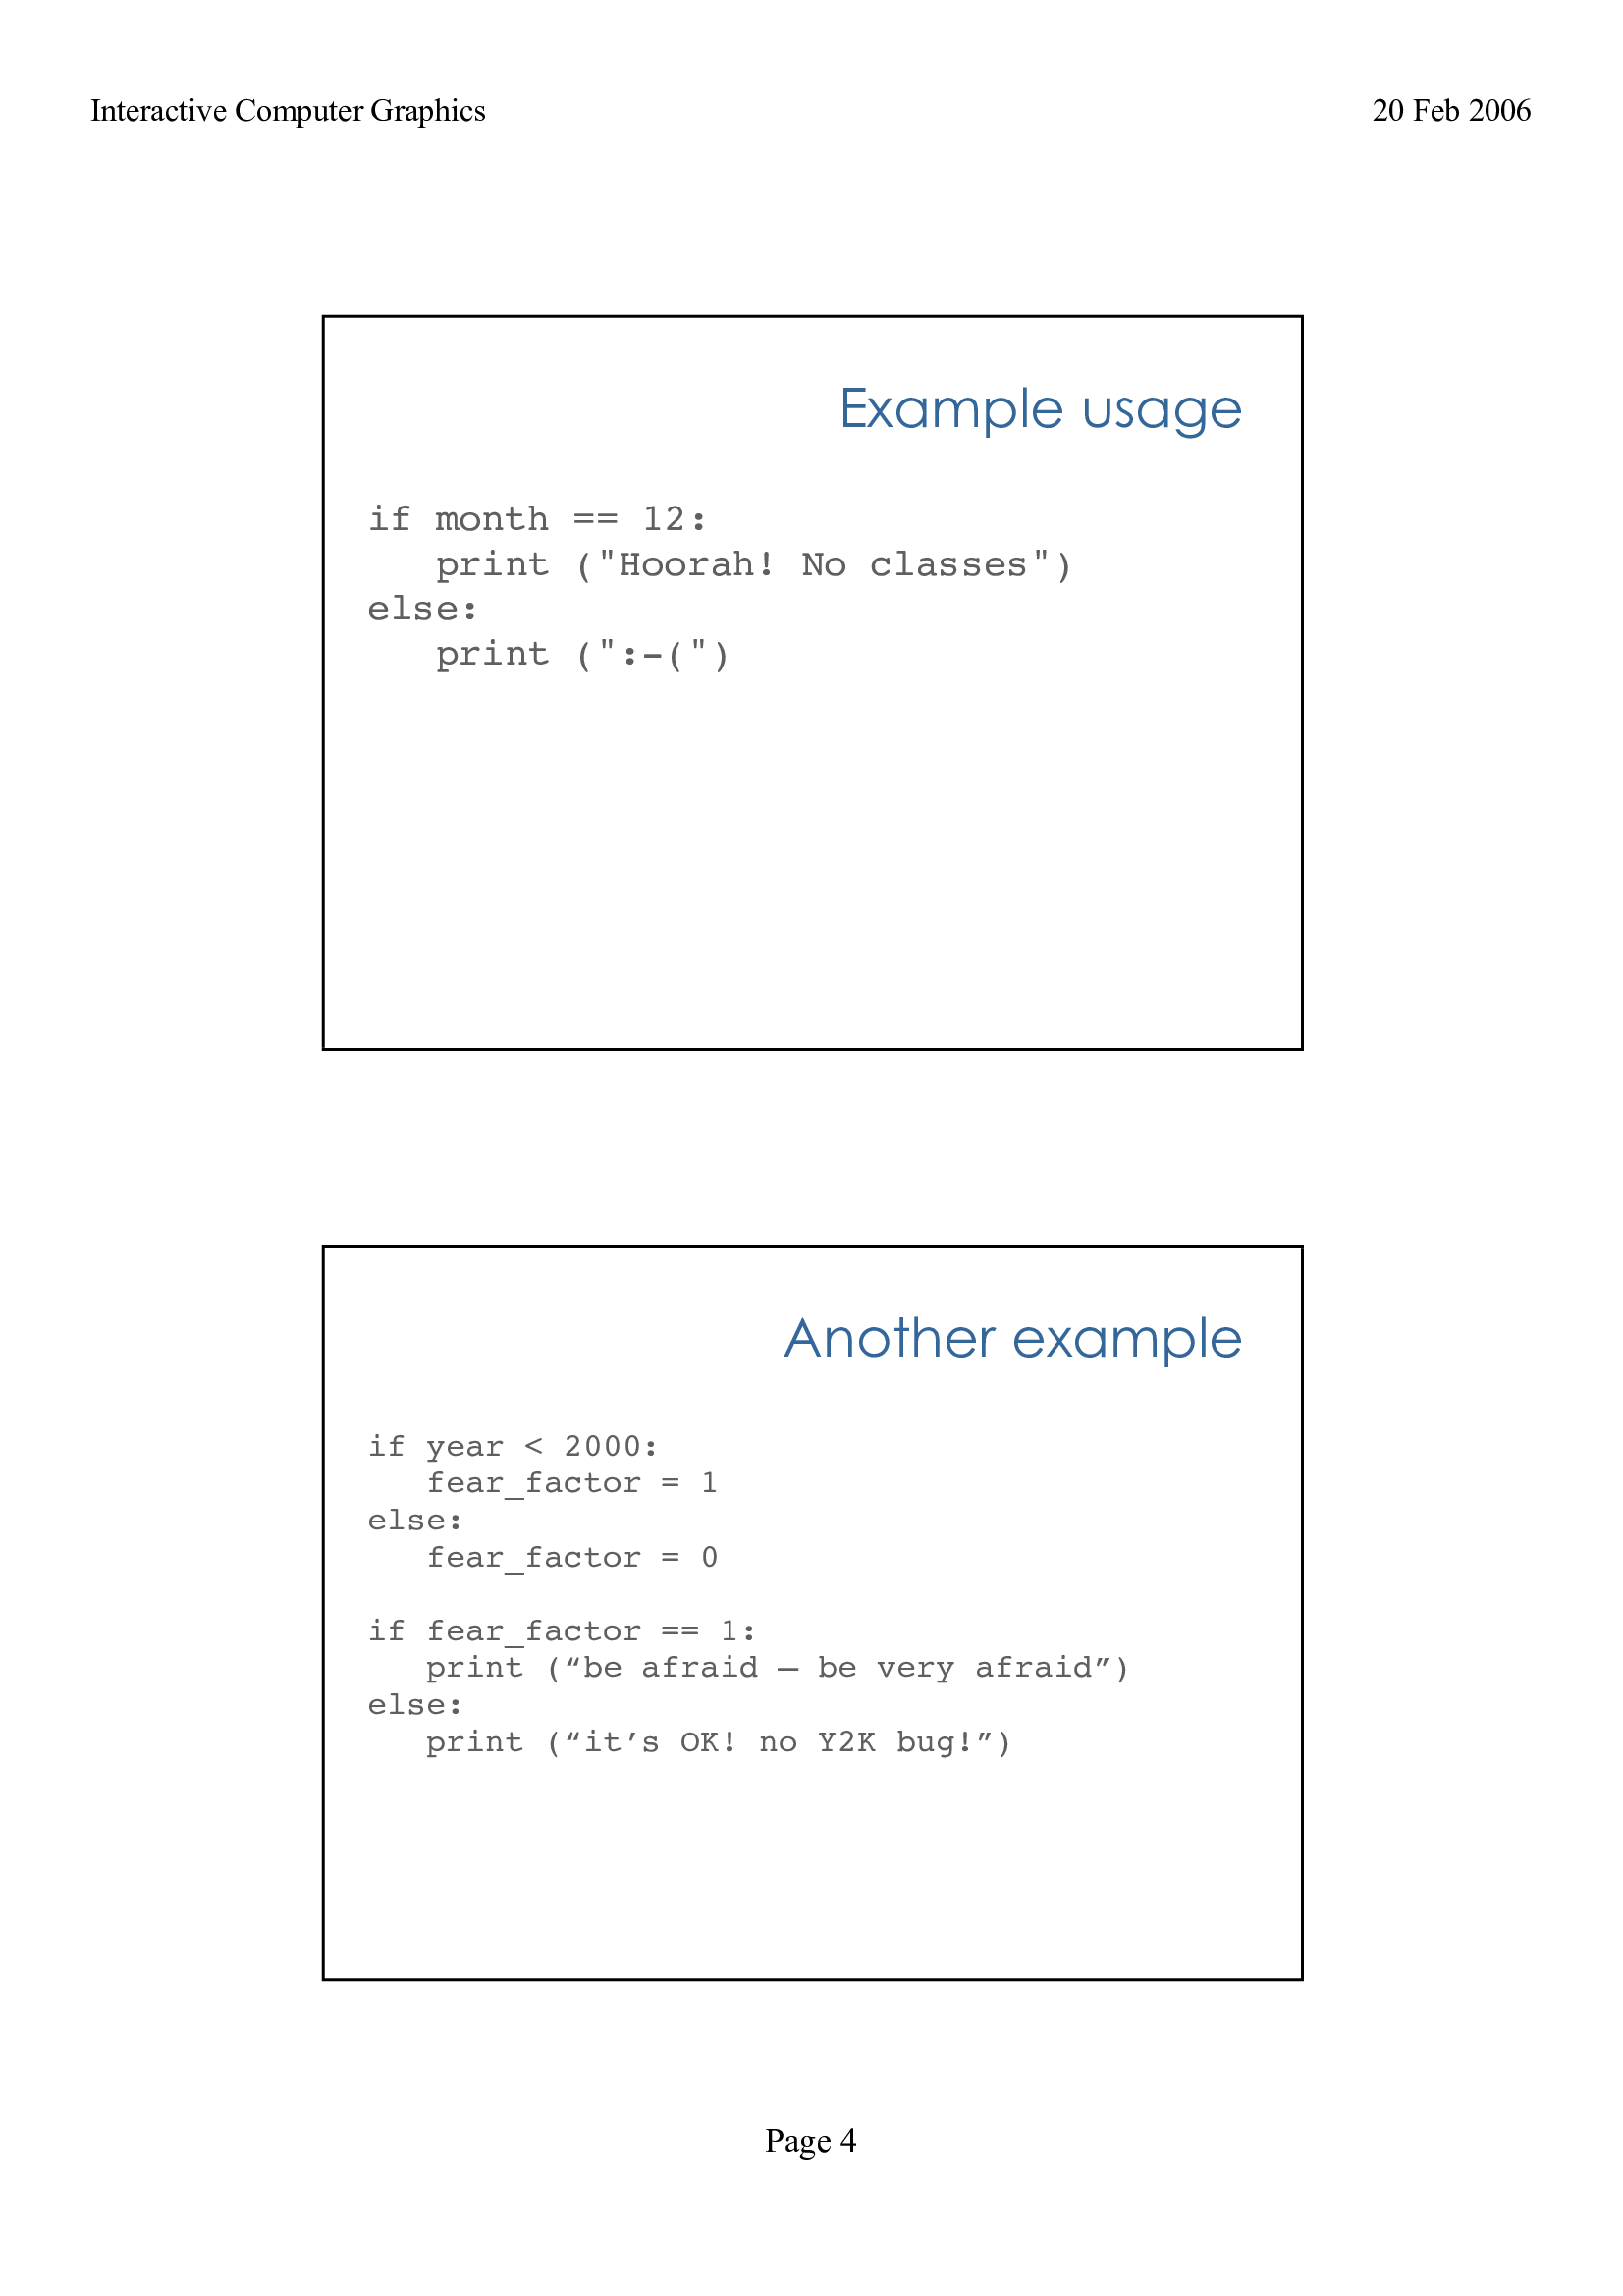 Interactive Computer Graphics 20 Feb 2006
Example usage
if month == 12:
   print ("Hoorah! No classes")
else:
   print (":-(")
Another example
if year < 2000:
   fear_factor = 1
else:
   fear_factor = 0
if fear_factor == 1:
   print (“be afraid – be very afraid”)
else:
   print (“it’s OK! no Y2K bug!”)
Page 4